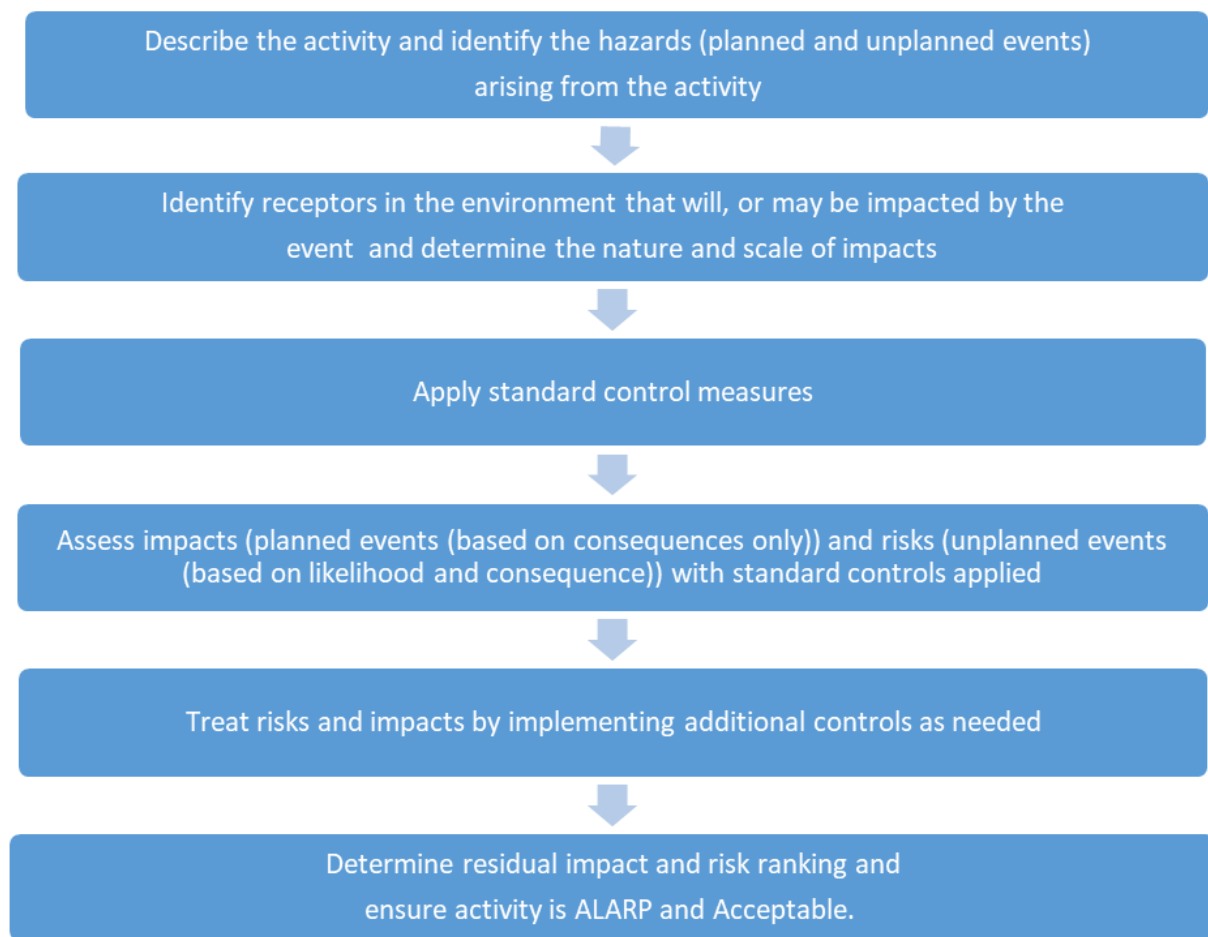 Describe the activity and identify the hazards (planned and unplanned events)
arising from the activity
Identify receptors in the environment that will, or may be impacted by the
event  and determine the nature and scale of impacts
Apply standard control measures
Assess impacts (planned events (based on consequences only)) and risks (unplanned events
(based on likelihood and consequence)) with standard controls applied
Treat risks and impacts by implementing additional controls as needed
Determine residual impact and risk ranking and
ensure activity is ALARP and Acceptable.